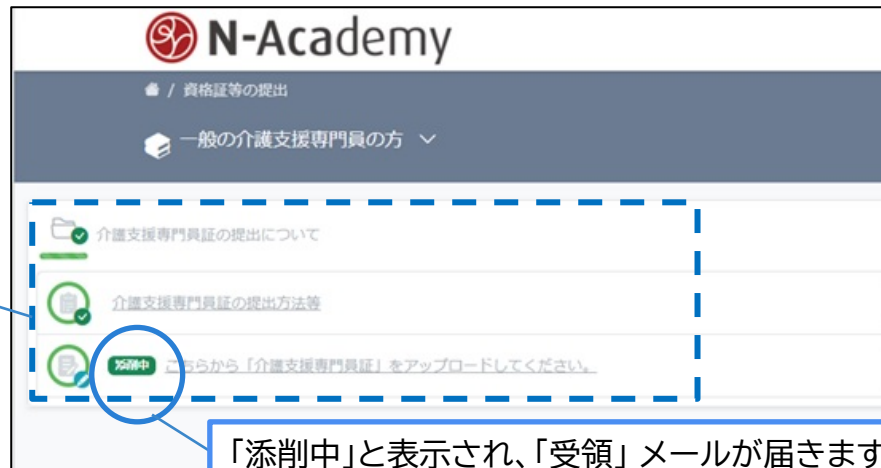 N-Academy
/ 資格証等の提出
一般の介護支援専門員の方
介護支援専門員証の提出について
介護支援専門員証の提出方法等
添削中 こちらから「介護支援専門員証」をアップロードしてください。
「添削中」と表示され、「受領」メールが届きます